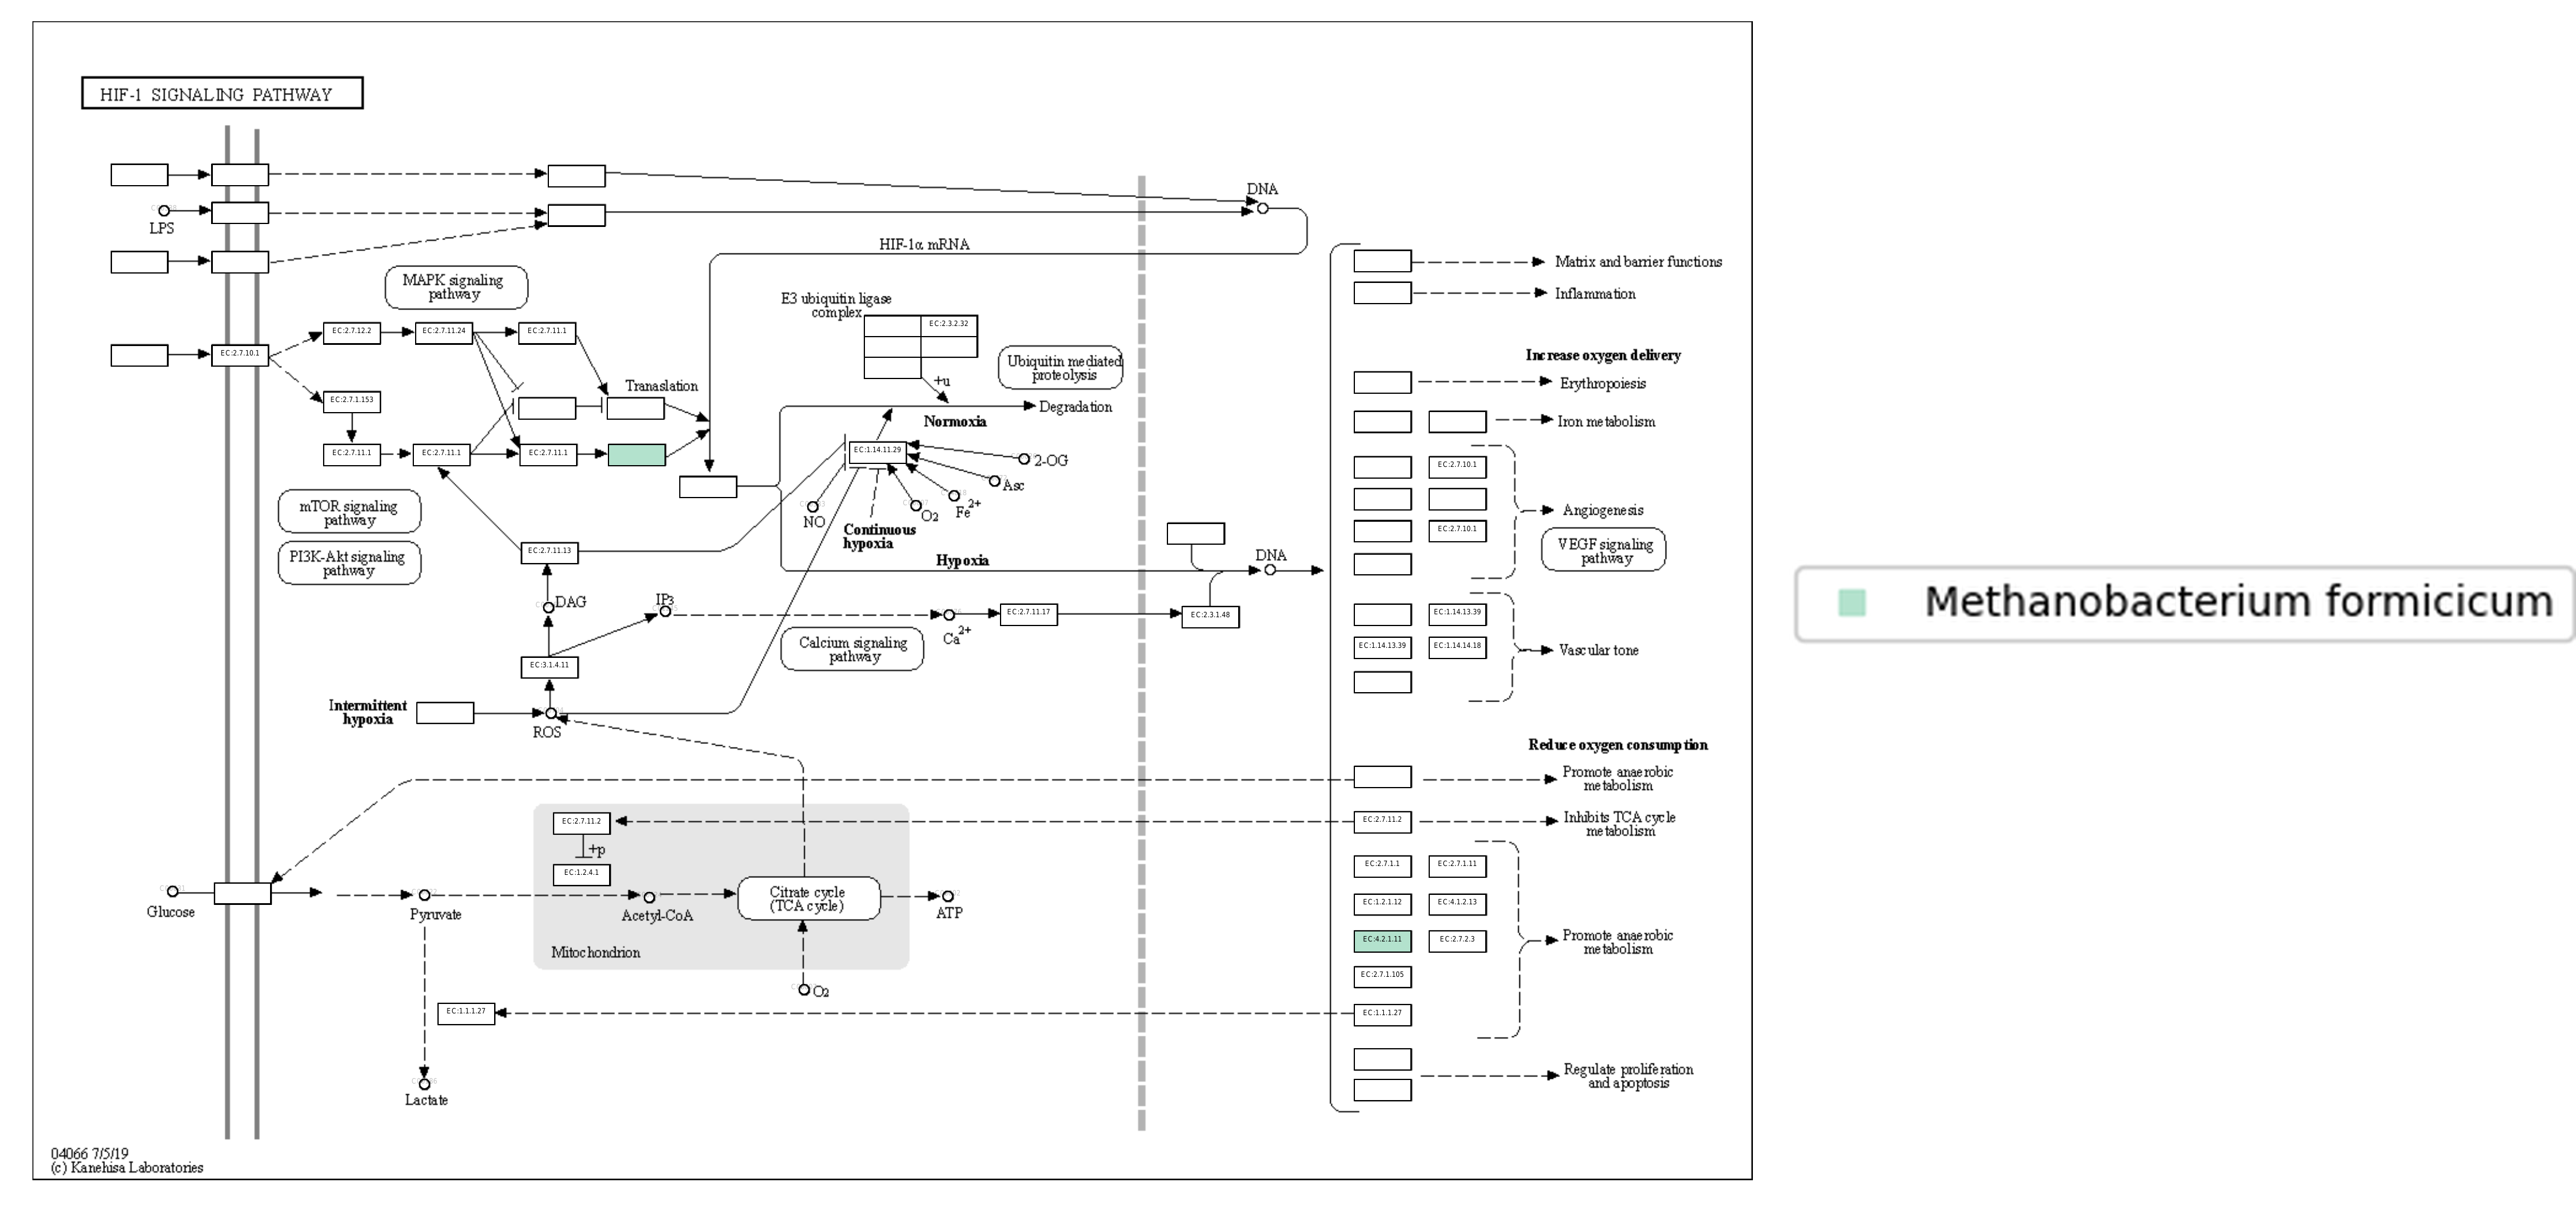 HIF-1 SIGNALING PATHWAY
DNA
LPS
HIF-1α mRNA
MAPK signaling
pathway
Matrix and barrier functions
E3 ubiquitin ligase
complex
Inflammation
EC:2.7.12.2
EC:2.7.11.24
EC:2.7.11.1
EC:2.3.2.32
EC:2.7.10.1
Ubiquitin mediated
proteolysis
Increase oxygen delivery
+u
Tranaslation
Erythropoiesis
EC:2.7.1.153
Degradation
Normoxia
Iron metabolism
EC:2.7.11.1
EC:2.7.11.1
EC:2.7.11.1
EC:1.14.11.29
2-OG
Asc
Fe2+
O2
NO
EC:2.7.10.1
mTOR signaling
pathway
Continuous
hypoxia
Angiogenesis
EC:2.7.10.1
PI3K-Akt signaling
pathway
EC:2.7.11.13
Hypoxia
DNA
VEGF signaling
pathway
DAG
IP3
Ca2+
EC:2.7.11.17
EC:2.3.1.48
EC:1.14.13.39
Methanobacterium formicicum
Calcium signaling
pathway
EC:1.14.13.39
EC:1.14.14.18
Vascular tone
EC:3.1.4.11
Intermittent
hypoxia
ROS
Reduce oxygen consumption
Promote anaerobic
metabolism
EC:2.7.11.2
+p
EC:1.2.4.1
EC:2.7.11.2
Inhibits TCA cycle
metabolism
EC:2.7.1.1
EC:2.7.1.11
Glucose
Pyruvate
Acetyl-CoA
Citrate cycle
(TCA cycle)
ATP
EC:1.2.1.12
EC:4.1.2.13
Mitochondrion
EC:4.2.1.11
EC:2.7.2.3
Promote anaerobic
metabolism
O2
EC:2.7.1.105
EC:1.1.1.27
EC:1.1.1.27
Lactate
Regulate proliferation
and apoptosis
04066 7/5/19
(c) Kanehisa Laboratories